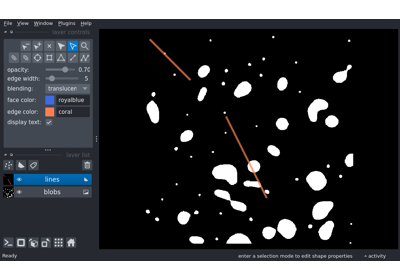 File View Window Plugins Help
layer controls
opacity: 0.70
edge width: 5
blending: translucen
face color: royalblue
edge color: coral
display text:
layer list
lines
blobs
Ready enter a selection mode to edit shape properties activity